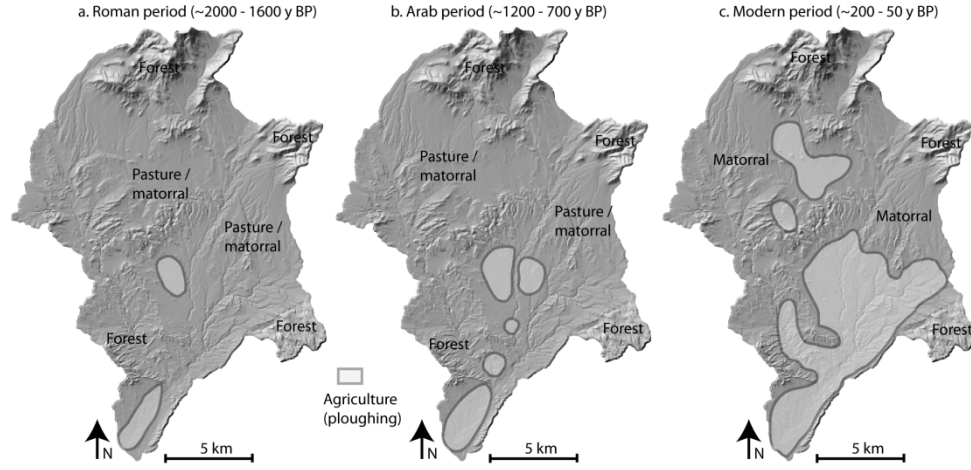 a. Roman period (~2000 - 1600 y BP)
Forest
Forest
Pasture /
matorral
Pasture /
matorral
Forest
Forest
N
5 km
b. Arab period (~1200 - 700 y BP)
Forest
Forest
Pasture /
matorral
Pasture /
matorral
Forest
Forest
Agriculture
(ploughing)
N
5 km
c. Modern period (~200 - 50 y BP)
Forest
Forest
Matorral
Matorral
Forest
N
5 km